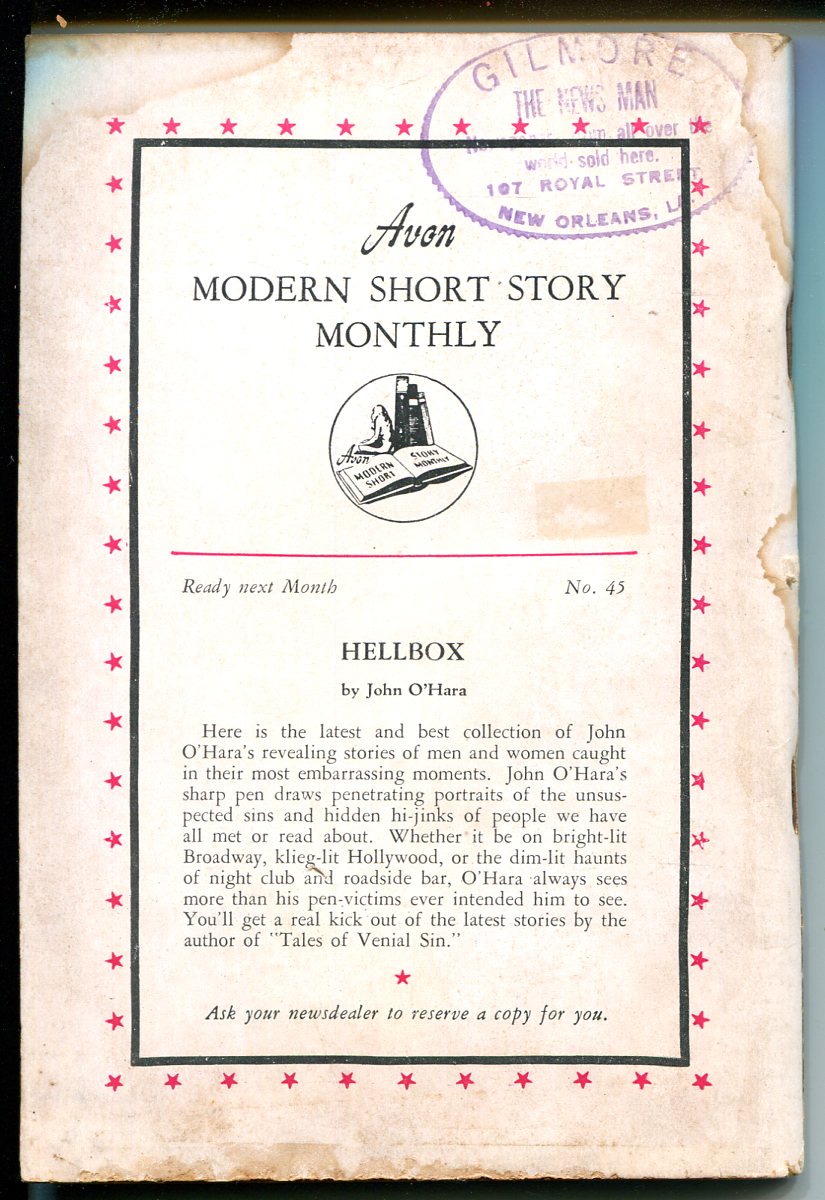 GILMORE
THE NEWS MAN
all over the
world sold here.
107 ROYAL STREET
NEW ORLEANS, LA.
Avon
MODERN SHORT STORY
MONTHLY
Avon
MODERN
SHORT
STORY
MONTHLY
Ready next Month No. 45
HELLBOX
by John O'Hara
Here is the latest and best collection of John
O'Hara's revealing stories of men and women caught
in their most embarrassing moments. John O'Hara's
sharp pen draws penetrating portraits of the unsus-
pected sins and hidden hi-jinks of people we have
all met or read about. Whether it be on bright-lit
Broadway, klieg-lit Hollywood, or the dim-lit haunts
of night club and roadside bar, O'Hara always sees
more than his pen-victims ever intended him to see.
You'll get a real kick out of the latest stories by the
author of "Tales of Venial Sin."
Ask your newsdealer to reserve a copy for you.